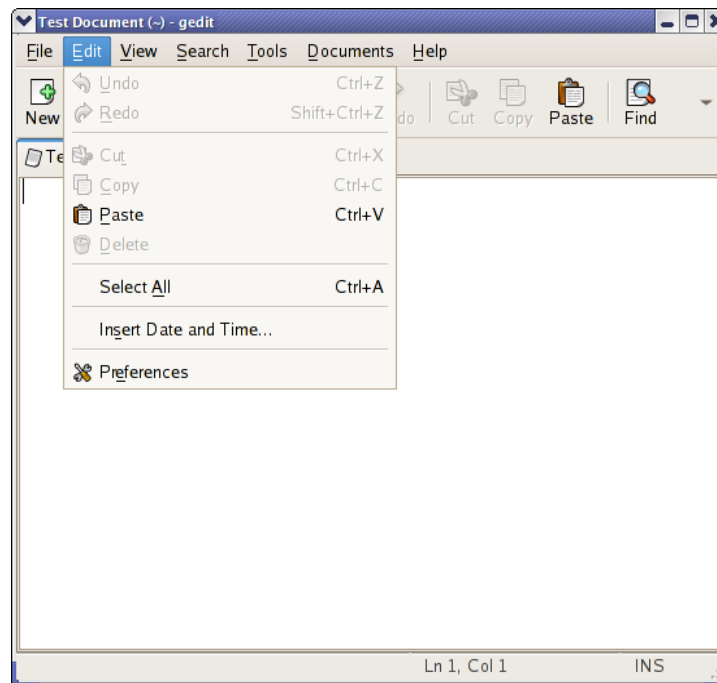 Test Document (~) - gedit
File Edit View Search Tools Documents Help
Undo Ctrl+Z
Redo Shift+Ctrl+Z
New Cut Copy Paste Find
Cut Ctrl+X
Copy Ctrl+C
Paste Ctrl+V
Delete
Select All Ctrl+A
Insert Date and Time...
Preferences
Ln 1, Col 1 INS